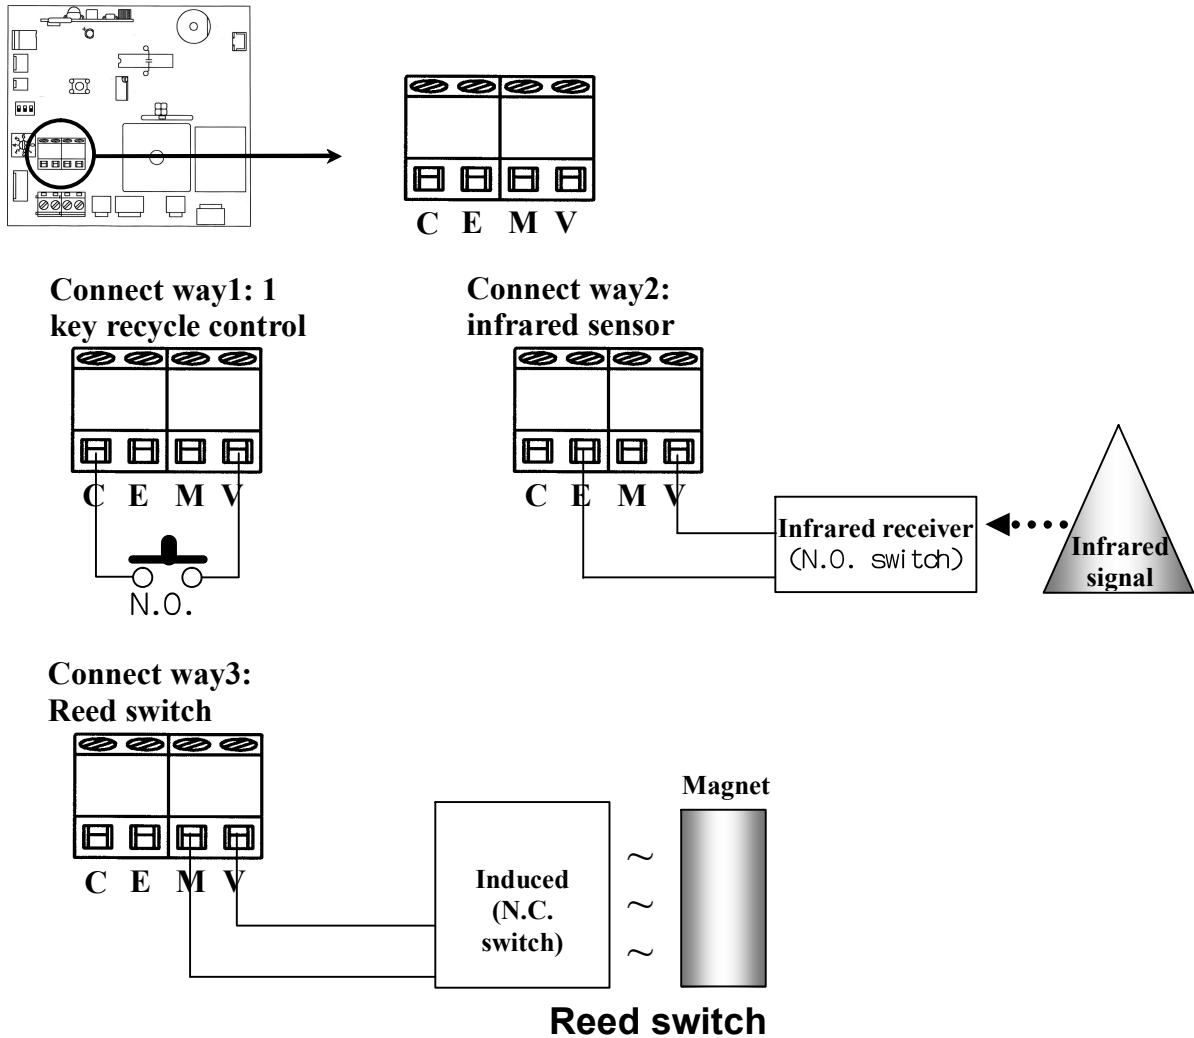 C E M V
Connect way1: 1
key recycle control
C E M V
N.O.
Connect way2:
infrared sensor
C E M V
Infrared receiver
(N.O. switch)
Infrared
signal
Connect way3:
Reed switch
C E M V
Induced
(N.C.
switch)
~
~
~
Magnet
Reed switch